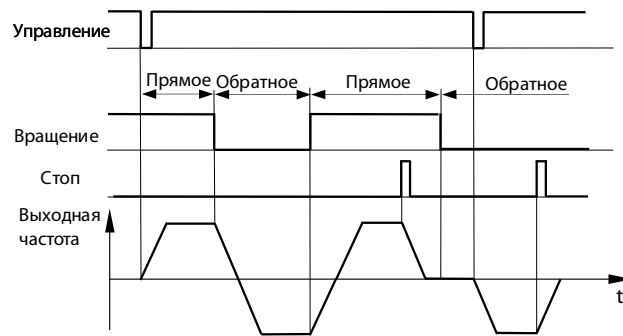 Управление
Прямое Обратное Прямое Обратное
Вращение
Стоп
Выходная
частота
t